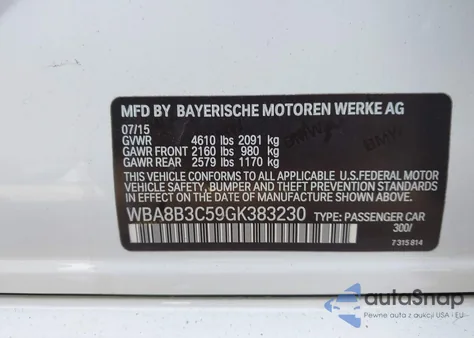 MFD BY BAYERISCHE MOTOREN WERKE AG
07/15
GVWR 4610 lbs 2091 kg
GAWR FRONT 2160 lbs 980 kg
GAWR REAR 2579 lbs 1170 kg
THIS VEHICLE CONFORMS TO ALL APPLICABLE
U.S.FEDERAL MOTOR
VEHICLE SAFETY, BUMPER AND THEFT
PREVENTION STANDARDS
IN EFFECT ON THE DATE OF MANUFACTURE
SHOWN ABOVE.
WBA8B3C59GK383230 TYPE: PASSENGER CAR
300/
7 315 814
autoSnap
Pewne auta z aukcji USA - EU